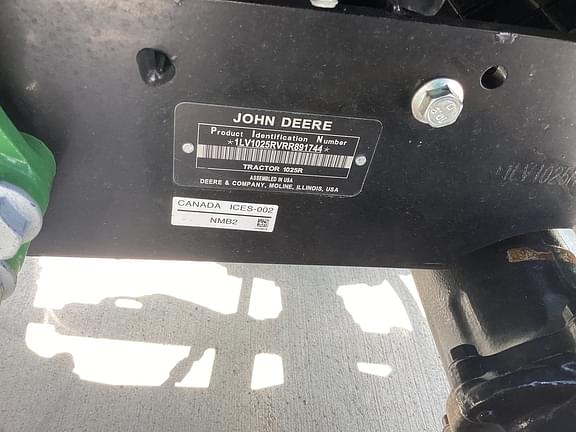 JOHN DEERE
Product Identification Number
*1LV1025RVRR891744*
TRACTOR 1025R
ASSEMBLED IN USA
DEERE & COMPANY, MOLINE, ILLINOIS, USA
CANADA ICES-002
NMB2
*1LV1025R